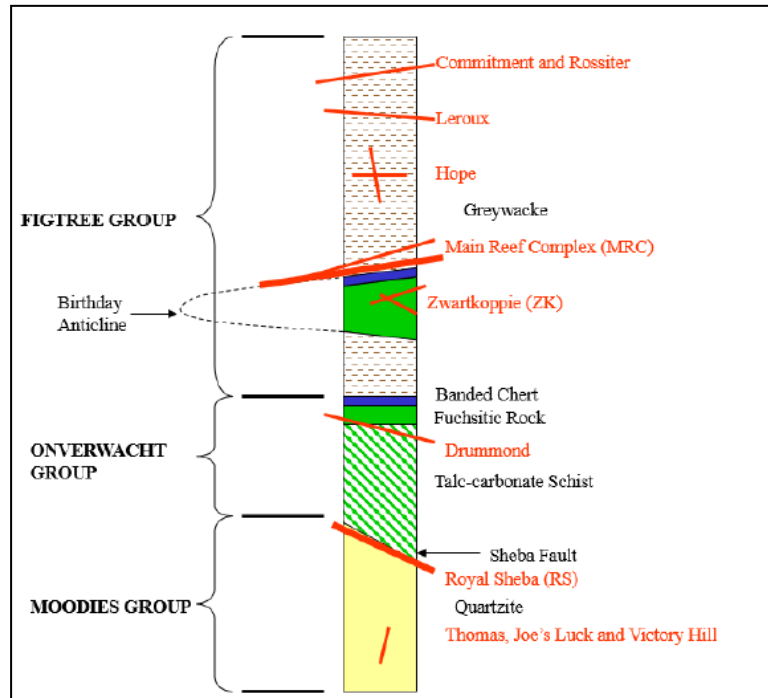 Commitment and Rossiter
Leroux
Hope
Greywacke
FIGTREE GROUP
Main Reef Complex (MRC)
Birthday
Anticline
Zwartkoppie (ZK)
Banded Chert
Fuchsitic Rock
ONVERWACHT
GROUP
Drummond
Talc-carbonate Schist
Sheba Fault
Royal Sheba (RS)
MOODIES GROUP
Quartzite
Thomas, Joe's Luck and Victory Hill